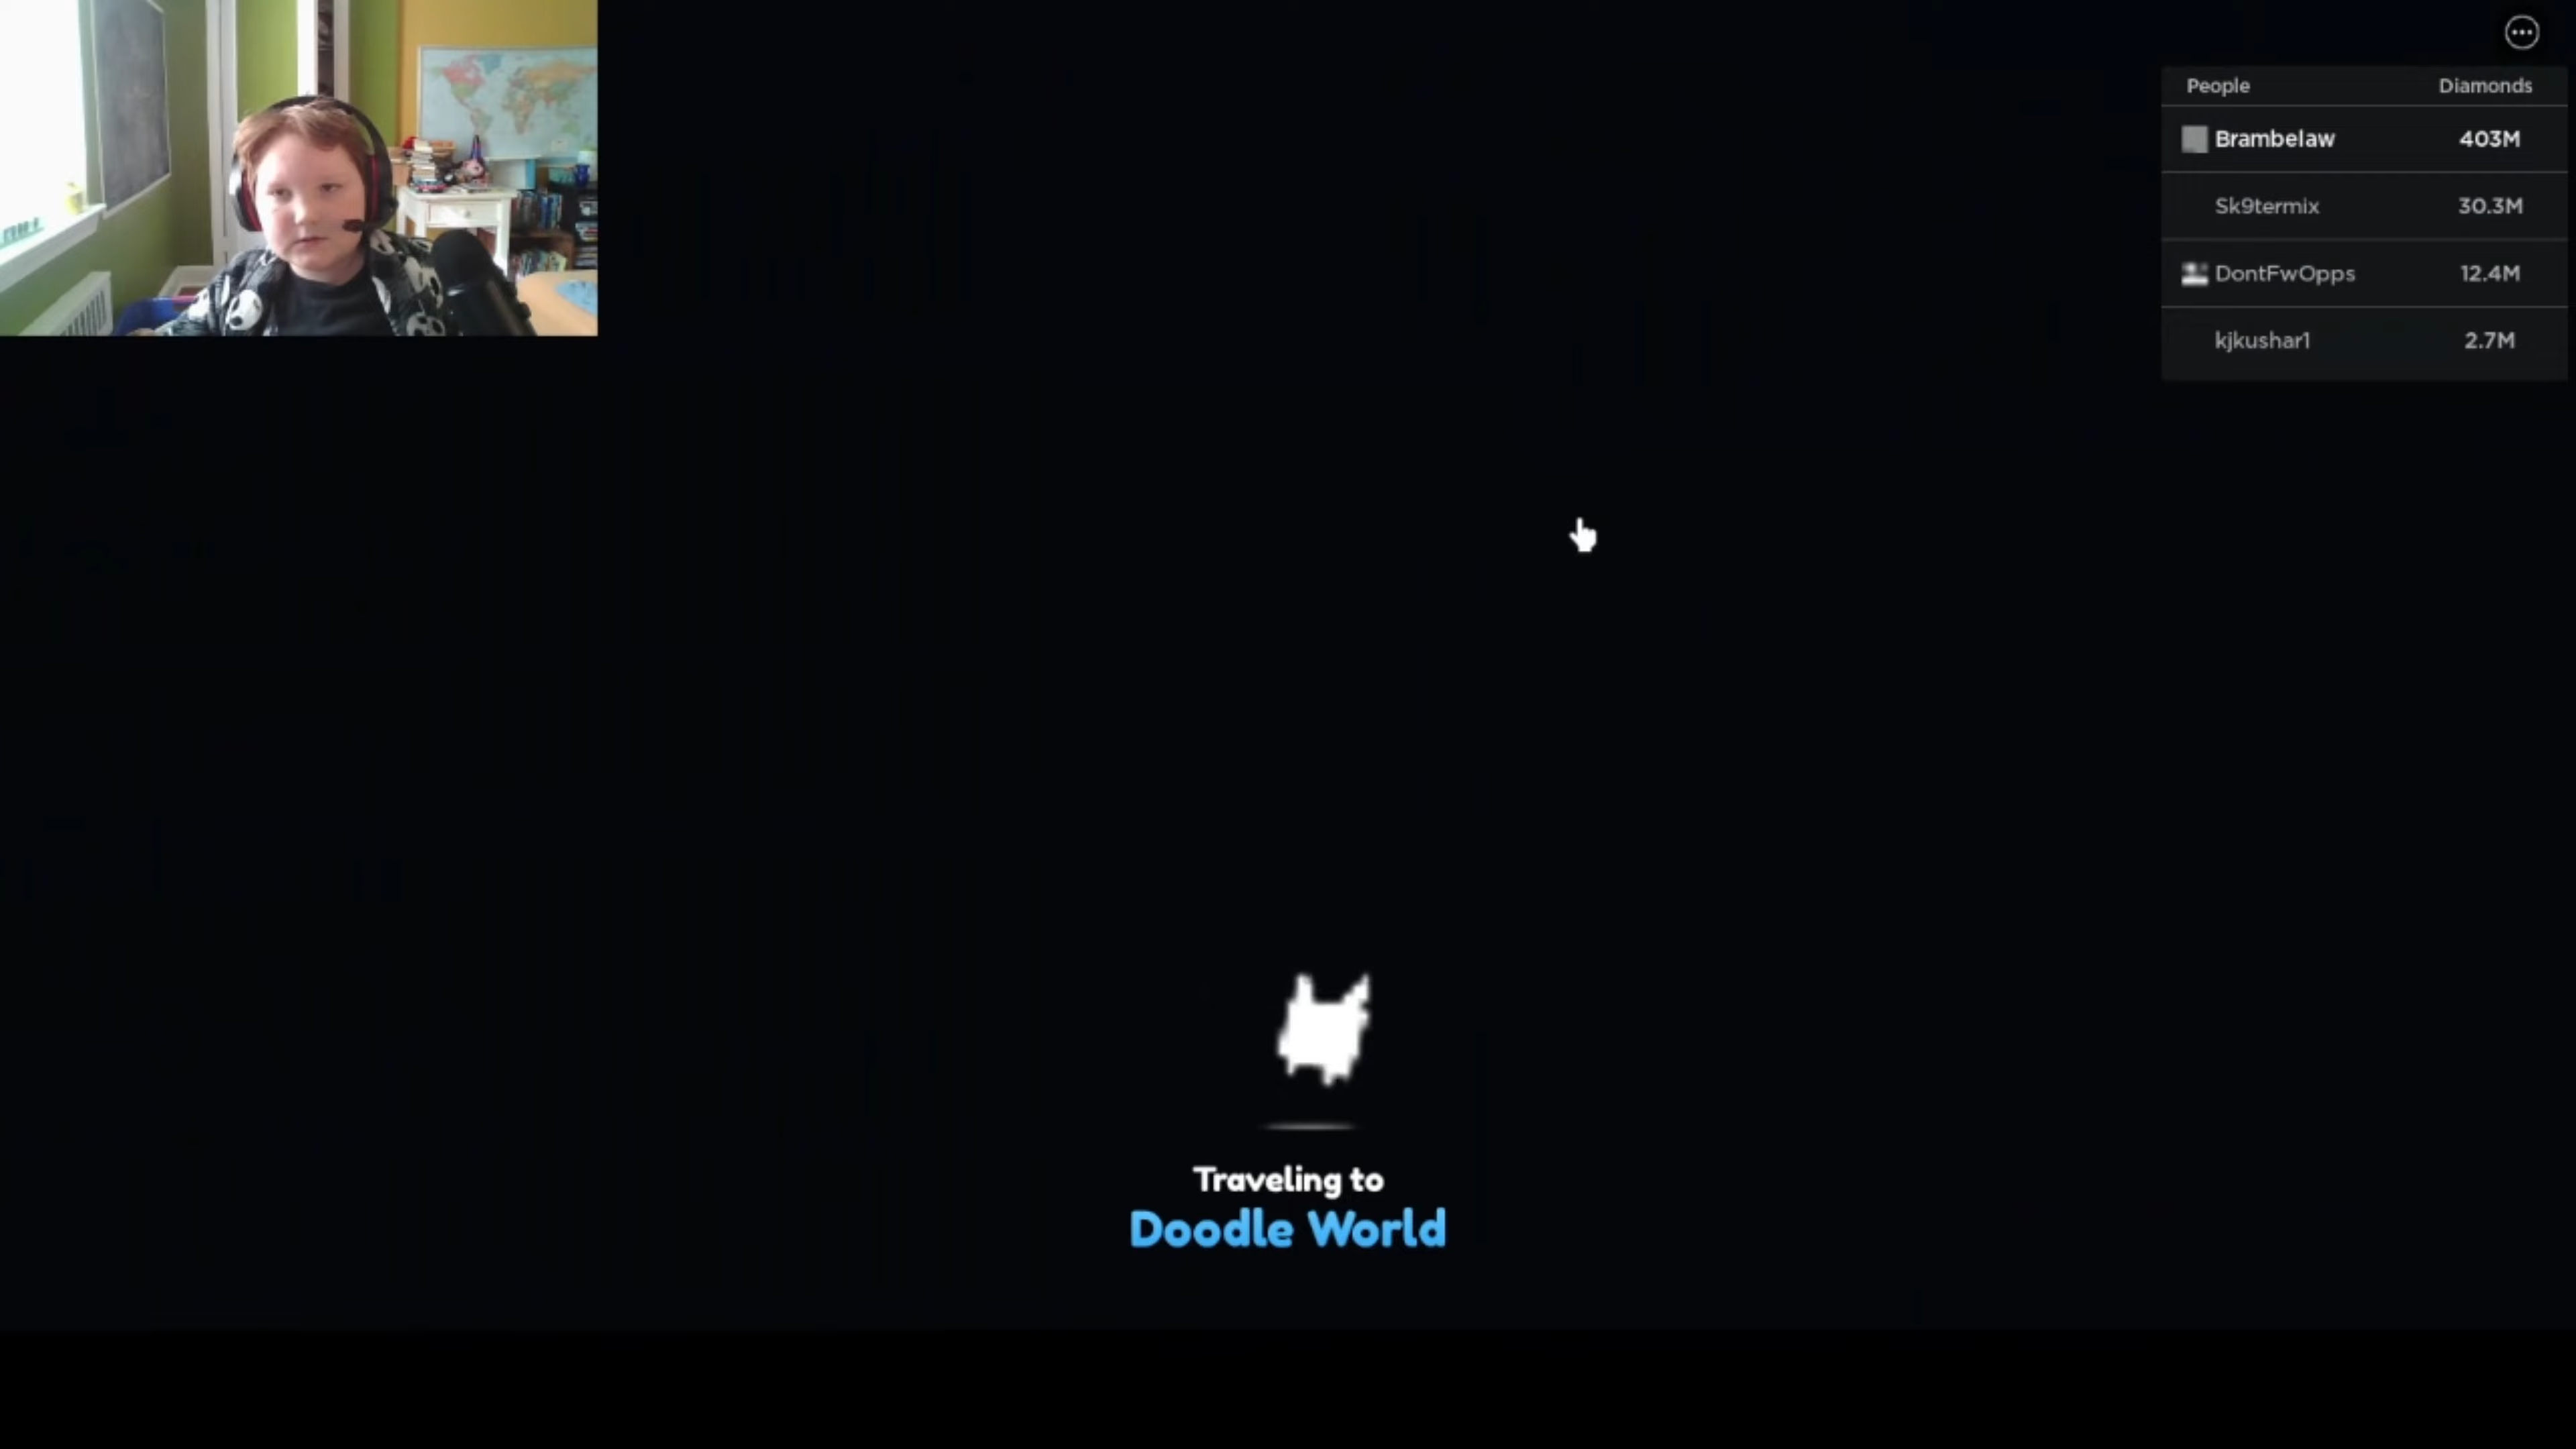 People Diamonds
Brambelaw 403M
Sk9termix 30.3M
DontFwOpps 12.4M
kjkushar1 2.7M
Traveling to
Doodle World